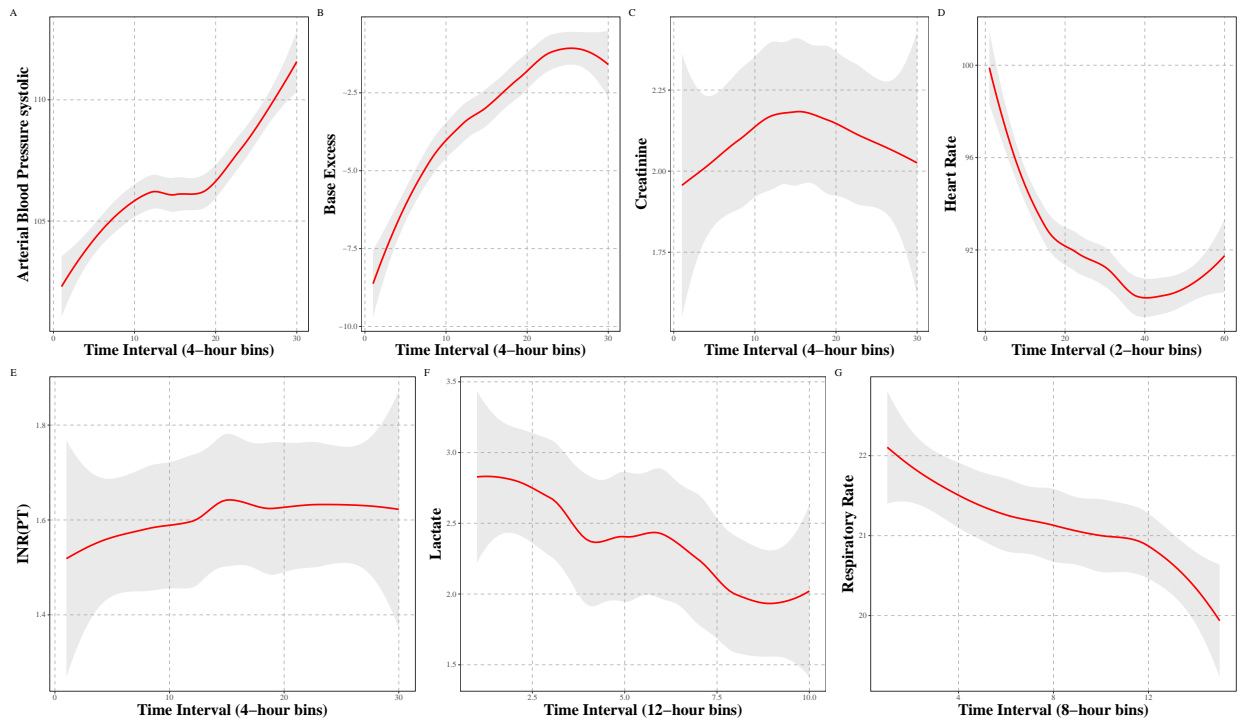 A
Arterial Blood Pressure systolic
110
105
0
10
20
30
Time Interval (4−hour bins)
B
Base Excess
−2.5
−5.0
−7.5
−10.0
0
10
20
30
Time Interval (4−hour bins)
C
Creatinine
2.25
2.00
1.75
0
10
20
30
Time Interval (4−hour bins)
D
Heart Rate
100
96
92
0
20
40
60
Time Interval (2−hour bins)
E
INR(PT)
1.8
1.6
1.4
0
10
20
30
Time Interval (4−hour bins)
F
Lactate
3.5
3.0
2.5
2.0
1.5
2.5
5.0
7.5
10.0
Time Interval (12−hour bins)
G
Respiratory Rate
22
21
20
4
8
12
Time Interval (8−hour bins)